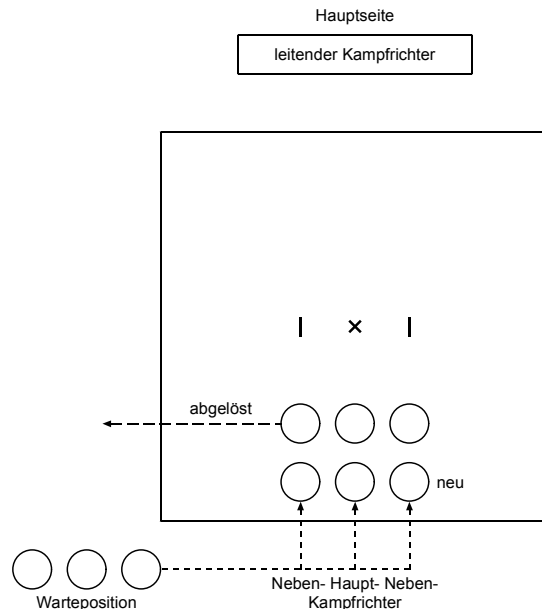 Hauptseite
leitender Kampfrichter
abgelöst
neu
Neben- Haupt- Neben-
Kampfrichter
Warteposition